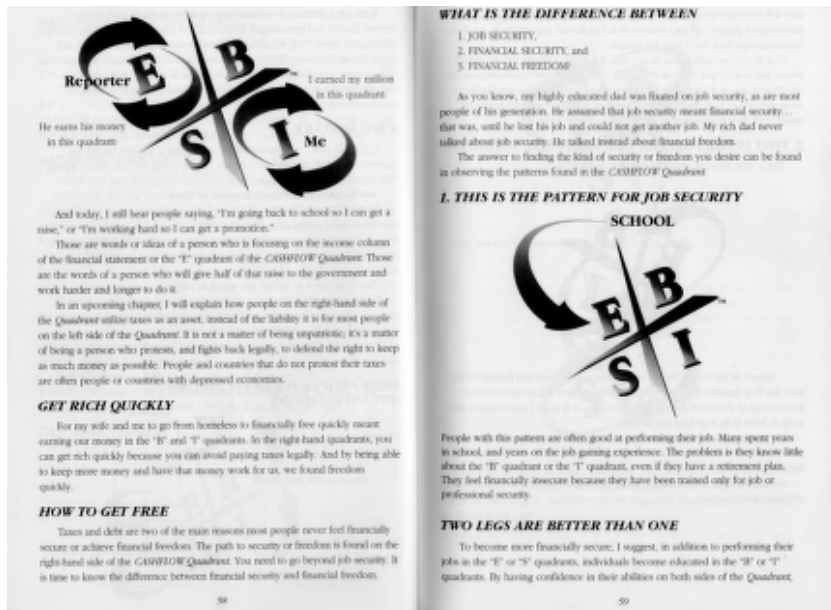 E
B
S
I
™
Reporter
I earned my million
in this quadrant
He earns his money
in this quadrant
Me
And today, I still hear people saying, "I'm going back to school so I can get a
raise," or "I'm working hard so I can get a promotion."
Those are words or ideas of a person who is focusing on the income column
of the financial statement or the "E" quadrant of the CASHFLOW Quadrant. Those
are the words of a person who will give half of that raise to the government and
work harder and longer to do it.
In an upcoming chapter, I will explain how people on the right-hand side of
the Quadrant utilize taxes as an asset, instead of the liability it is for most people
on the left side of the Quadrant. It is not a matter of being unpatriotic; it's a matter
of being a person who protests, and fights back legally, to defend the right to keep
as much money as possible. People and countries that do not protest their taxes
are often people or countries with depressed economies.
GET RICH QUICKLY
For my wife and me to go from homeless to financially free quickly meant
earning our money in the "B" and "I" quadrants. In the right-hand quadrants, you
can get rich quickly because you can avoid paying taxes legally. And by being able
to keep more money and have that money work for us, we found freedom
quickly.
HOW TO GET FREE
Taxes and debt are two of the main reasons most people never feel financially
secure or achieve financial freedom. The path to security or freedom is found on the
right-hand side of the CASHFLOW Quadrant. You need to go beyond job security. It
is time to know the difference between financial security and financial freedom.
58
WHAT IS THE DIFFERENCE BETWEEN
1. JOB SECURITY,
2. FINANCIAL SECURITY, and
3. FINANCIAL FREEDOM?
As you know, my highly educated dad was fixated on job security, as are most
people of his generation. He assumed that job security meant financial security...
that was, until he lost his job and could not get another job. My rich dad never
talked about job security. He talked instead about financial freedom.
The answer to finding the kind of security or freedom you desire can be found
in observing the patterns found in the CASHFLOW Quadrant.
1. THIS IS THE PATTERN FOR JOB SECURITY
SCHOOL
E
B
S
I
™
People with this pattern are often good at performing their job. Many spent years
in school, and years on the job gaining experience. The problem is they know little
about the "B" quadrant or the "I" quadrant, even if they have a retirement plan.
They feel financially insecure because they have been trained only for job or
professional security.
TWO LEGS ARE BETTER THAN ONE
To become more financially secure, I suggest, in addition to performing their
jobs in the "E" or "S" quadrants, individuals become educated in the "B" or "I"
quadrants. By having confidence in their abilities on both sides of the Quadrant,
59